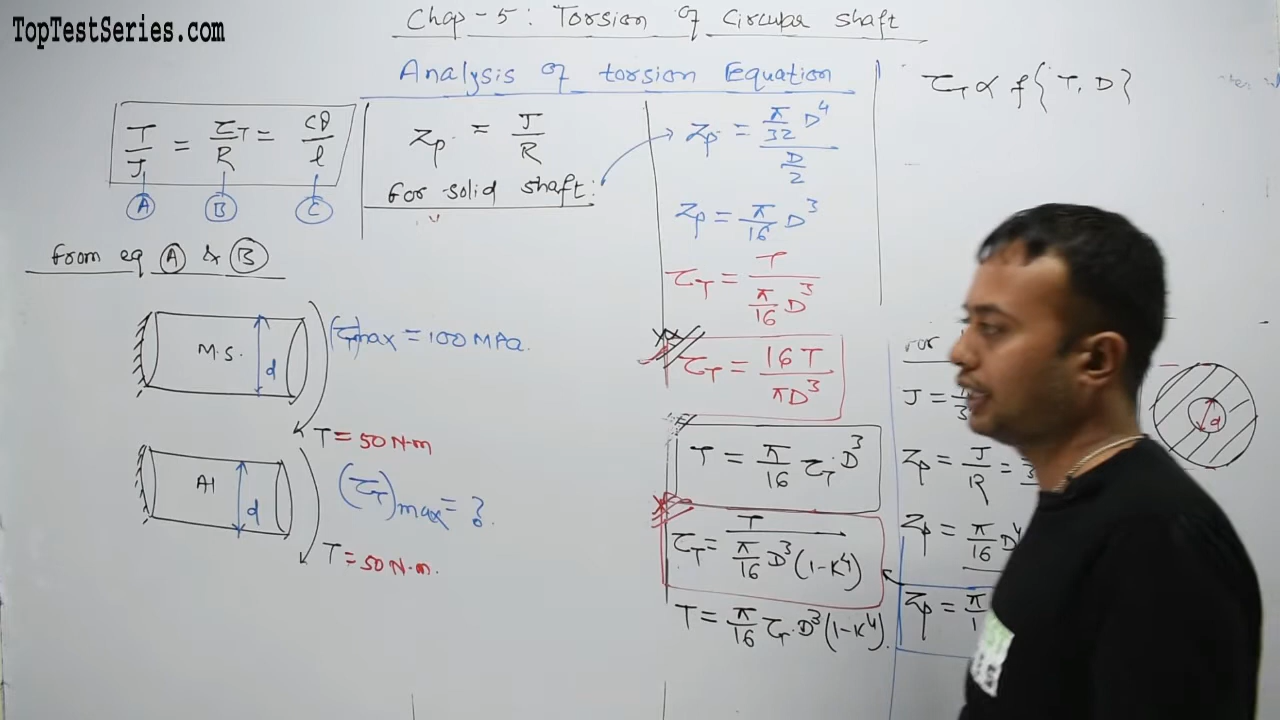 TopTestSeries.com
Chap-5: Torsion of Circular shaft
Analysis of torsion Equation
T/J = τT/R = Cθ/l
A B C
from eq A & B
M.S. d
(τ)max = 100 MPa.
T = 50 N·m
Al d
(τT)max = ?
T = 50 N·m.
Zp = J/R
For solid shaft:
Zp = π/32 D⁴ / D/2
Zp = π/16 D³
τT = T / π/16 D³
τT = 16T / πD³
T = π/16 τT D³
τT = T / π/16 D³(1-K⁴)
T = π/16 τT·D³(1-K⁴).
τT ∝ f{T, D}
J =
Zp = J/R =
Zp = π/16 D⁴
Zp = π
d